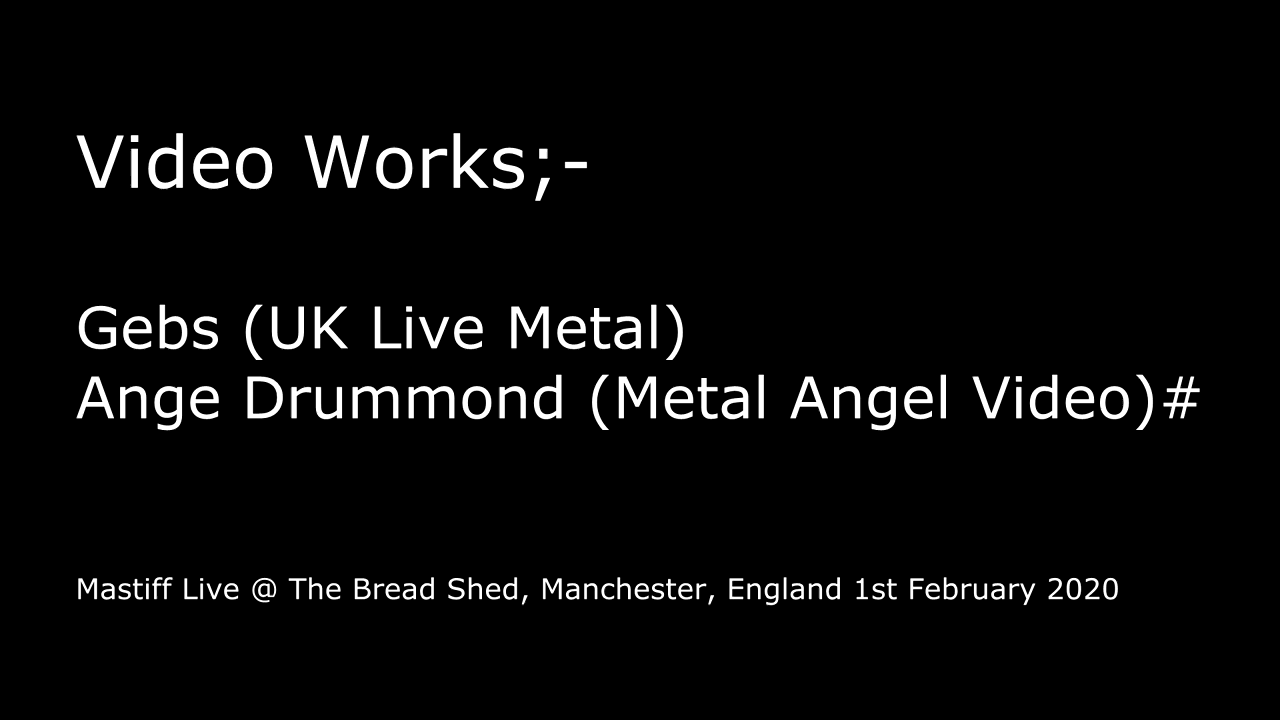 Video Works;-
Gebs (UK Live Metal)
Ange Drummond (Metal Angel Video)#
Mastiff Live @ The Bread Shed, Manchester, England 1st February 2020